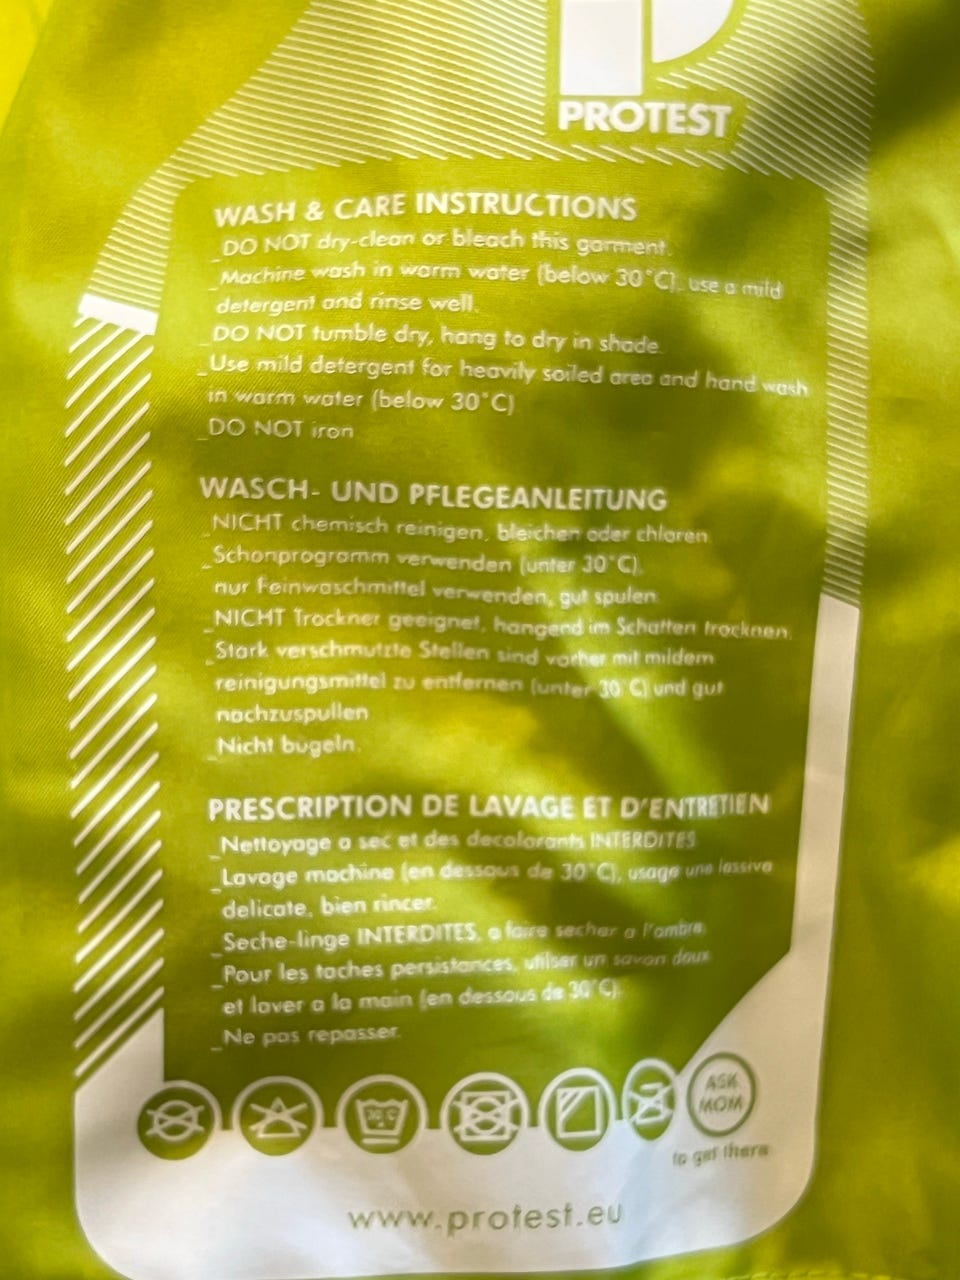 PROTEST
WASH & CARE INSTRUCTIONS
_DO NOT dry-clean or bleach this garment.
_Machine wash in warm water (below 30°C), use a mild
detergent and rinse well.
_DO NOT tumble dry, hang to dry in shade.
_Use mild detergent for heavily soiled area and hand wash
in warm water (below 30°C)
_DO NOT iron
WASCH- UND PFLEGEANLEITUNG
_NICHT chemisch reinigen, bleichen oder chloren.
_Schonprogramm verwenden (unter 30°C),
nur Feinwaschmittel verwenden, gut spulen.
_NICHT Trockner geeignet, hangend im Schatten trocknen.
_Stark verschmutzte Stellen sind vorher mit mildem
reinigungsmittel zu entfernen (unter 30°C) und gut
nachzuspullen
_Nicht bugeln.
PRESCRIPTION DE LAVAGE ET D'ENTRETIEN
_Nettoyage a sec et des decolorants INTERDITES
_Lavage machine (en dessous de 30°C), usage une lassive
delicate, bien rincer.
_Seche-linge INTERDITES, a faire secher a l'ombre.
_Pour les taches persistances, utilser un savon doux
et laver a la main (en dessous de 30°C).
_Ne pas repasser.
30°C
ASK
MOM
to get there
www.protest.eu